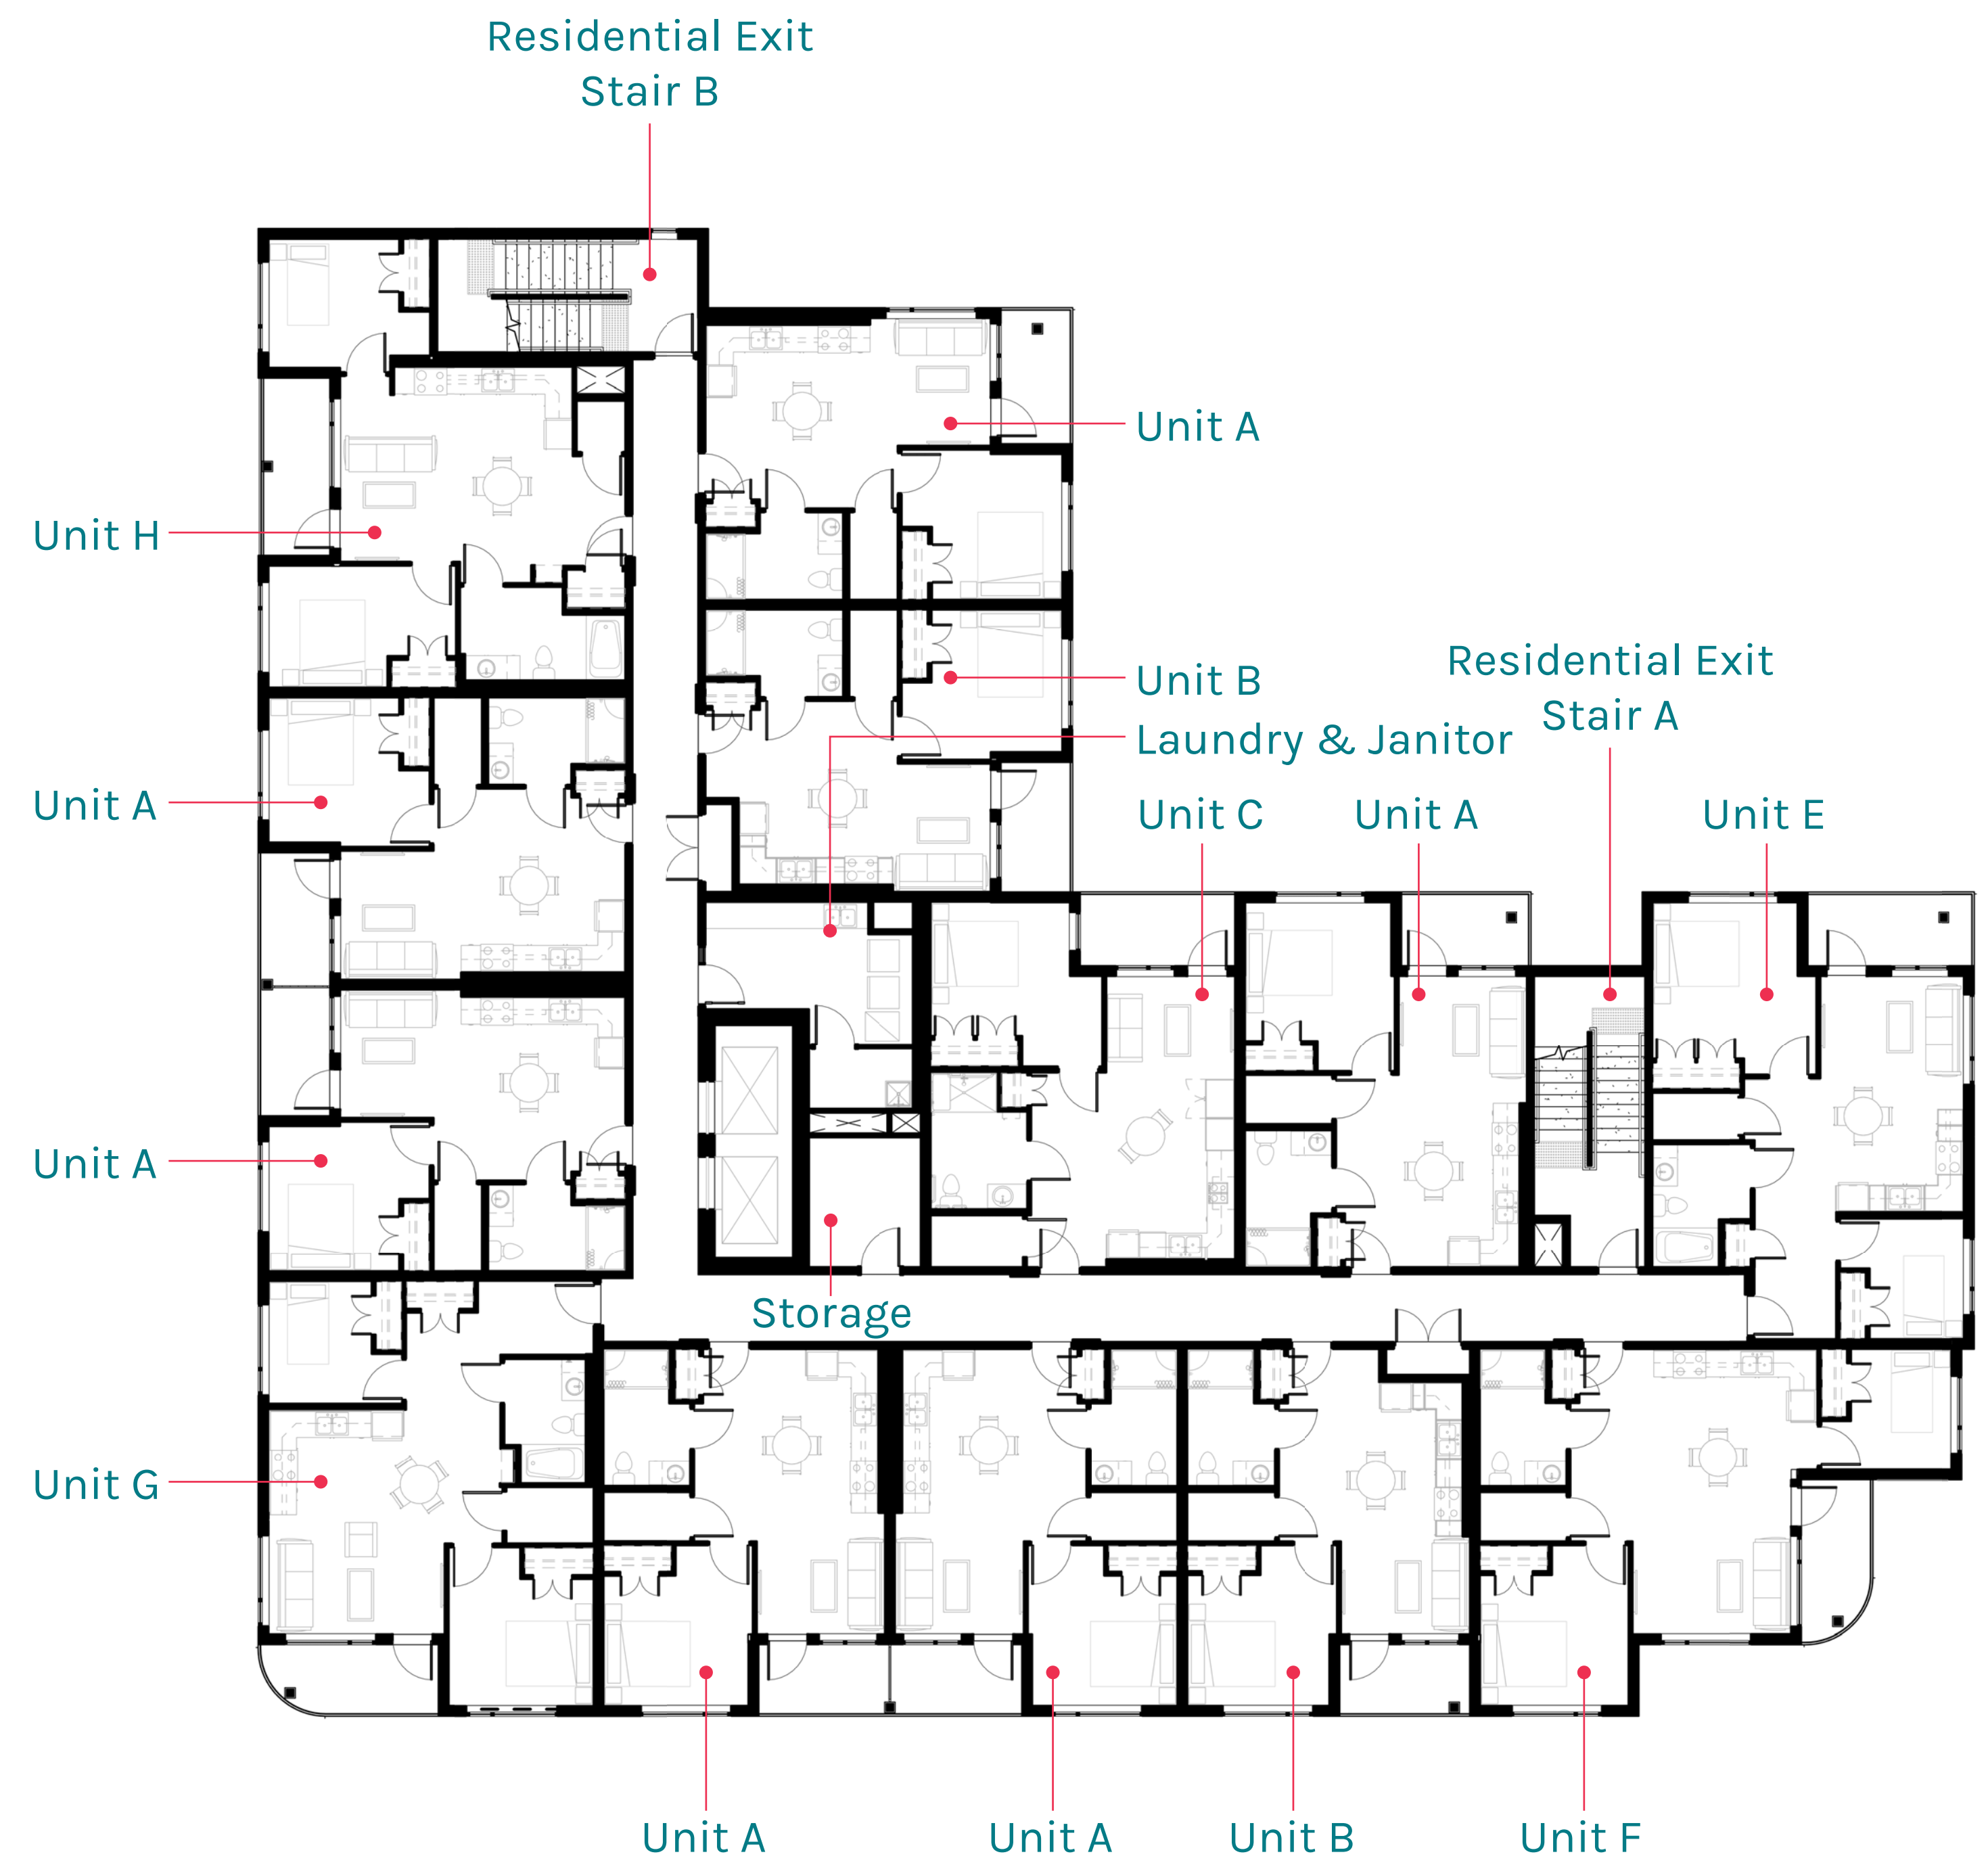 Residential Exit
Stair B
Unit A
Unit H
Unit B
Residential Exit
Stair A
Laundry & Janitor
Unit A
Unit C
Unit A
Unit E
Unit A
Storage
Unit G
Unit A
Unit A
Unit B
Unit F